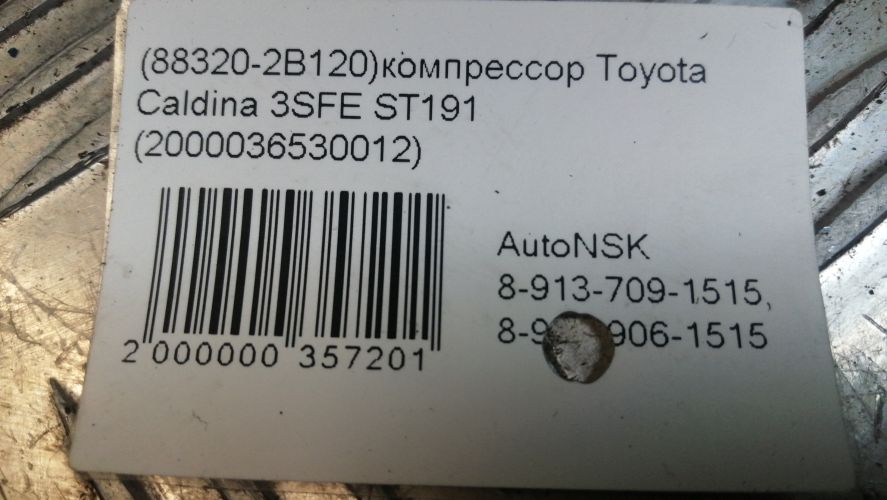 (88320-2B120)компрессор Toyota
Caldina 3SFE ST191
(2000036530012)
AutoNSK
8-913-709-1515,
2 000000 357201